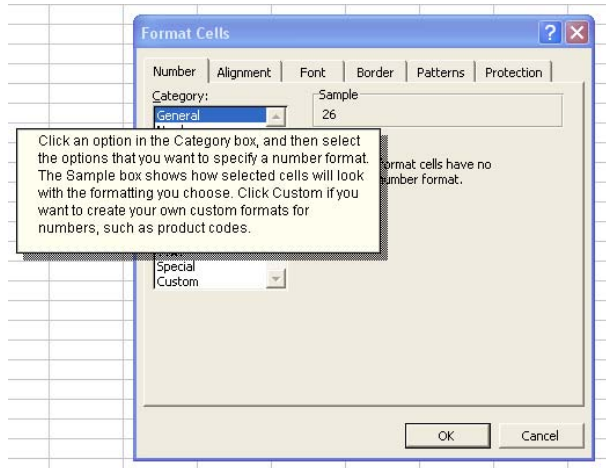 Format Cells
Number Alignment Font Border Patterns Protection
Category:
Sample
General
26
Click an option in the Category box, and then select
the options that you want to specify a number format.
The Sample box shows how selected cells will look
with the formatting you choose. Click Custom if you
want to create your own custom formats for
numbers, such as product codes.
format cells have no
number format.
Special
Custom
OK Cancel